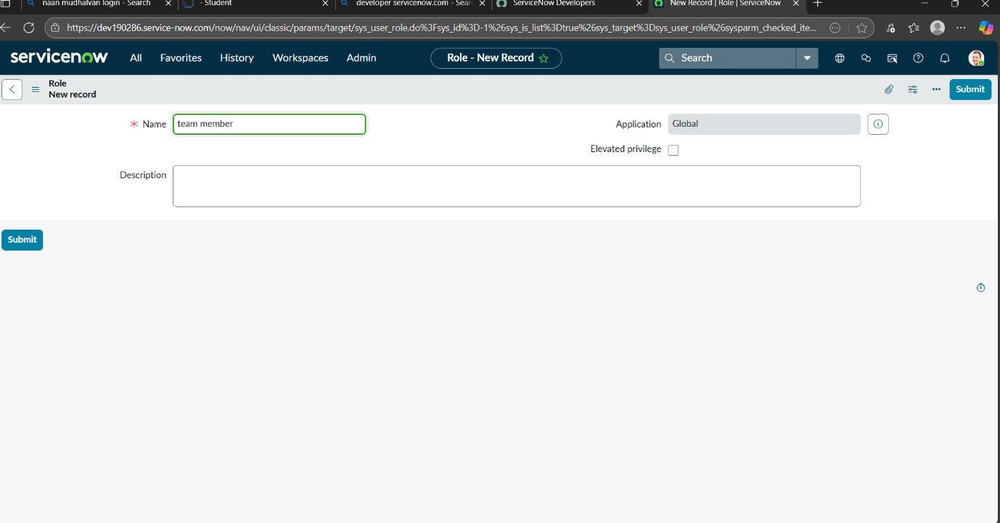 naan mudhalvan login - Search
- Student
developer servicenow.com - Sear
ServiceNow Developers
New Record | Role | ServiceNow
https://dev190286.service-now.com/now/nav/ui/classic/params/target/sys_user_role.do%3Fsys_id%3D-1%26sys_is_list%3Dtrue%26sys_target%3Dsys_user_role%26sysparm_checked_ite...
servicenow
All
Favorites
History
Workspaces
Admin
Role - New Record
Search
Role
New record
Submit
Name
team member
Application
Global
Elevated privilege
Description
Submit